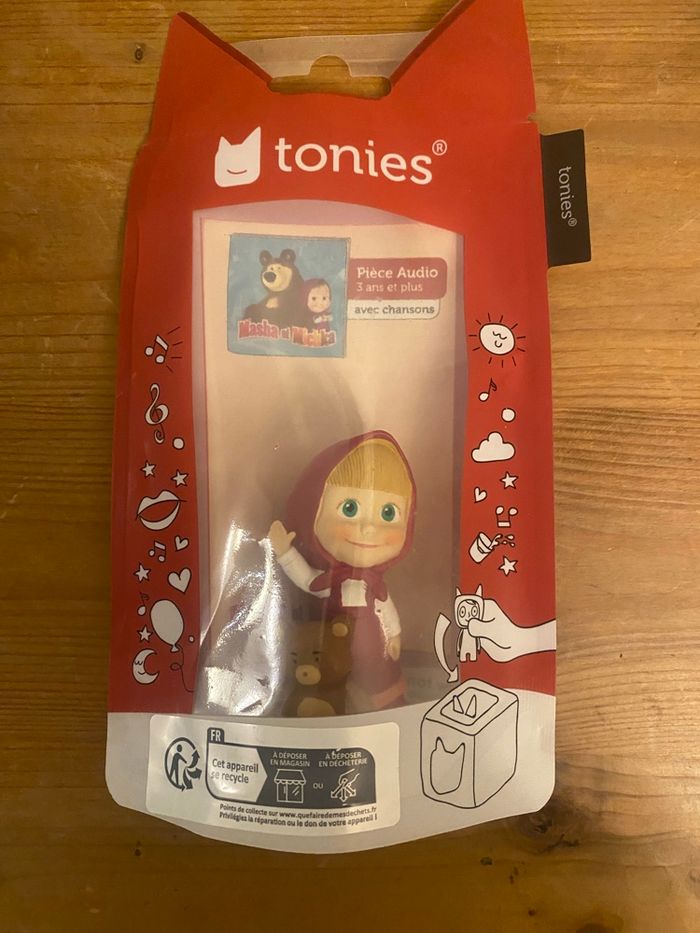 tonies®
tonies®
Pièce Audio
3 ans et plus
avec chansons
Masha et Michka
FR
Cet appareil
se recycle
À DÉPOSER
EN MAGASIN
OU
À DÉPOSER
EN DÉCHÈTERIE
Points de collecte sur www.quefairedemesdechets.fr
Privilégiez la réparation ou le don de votre appareil !